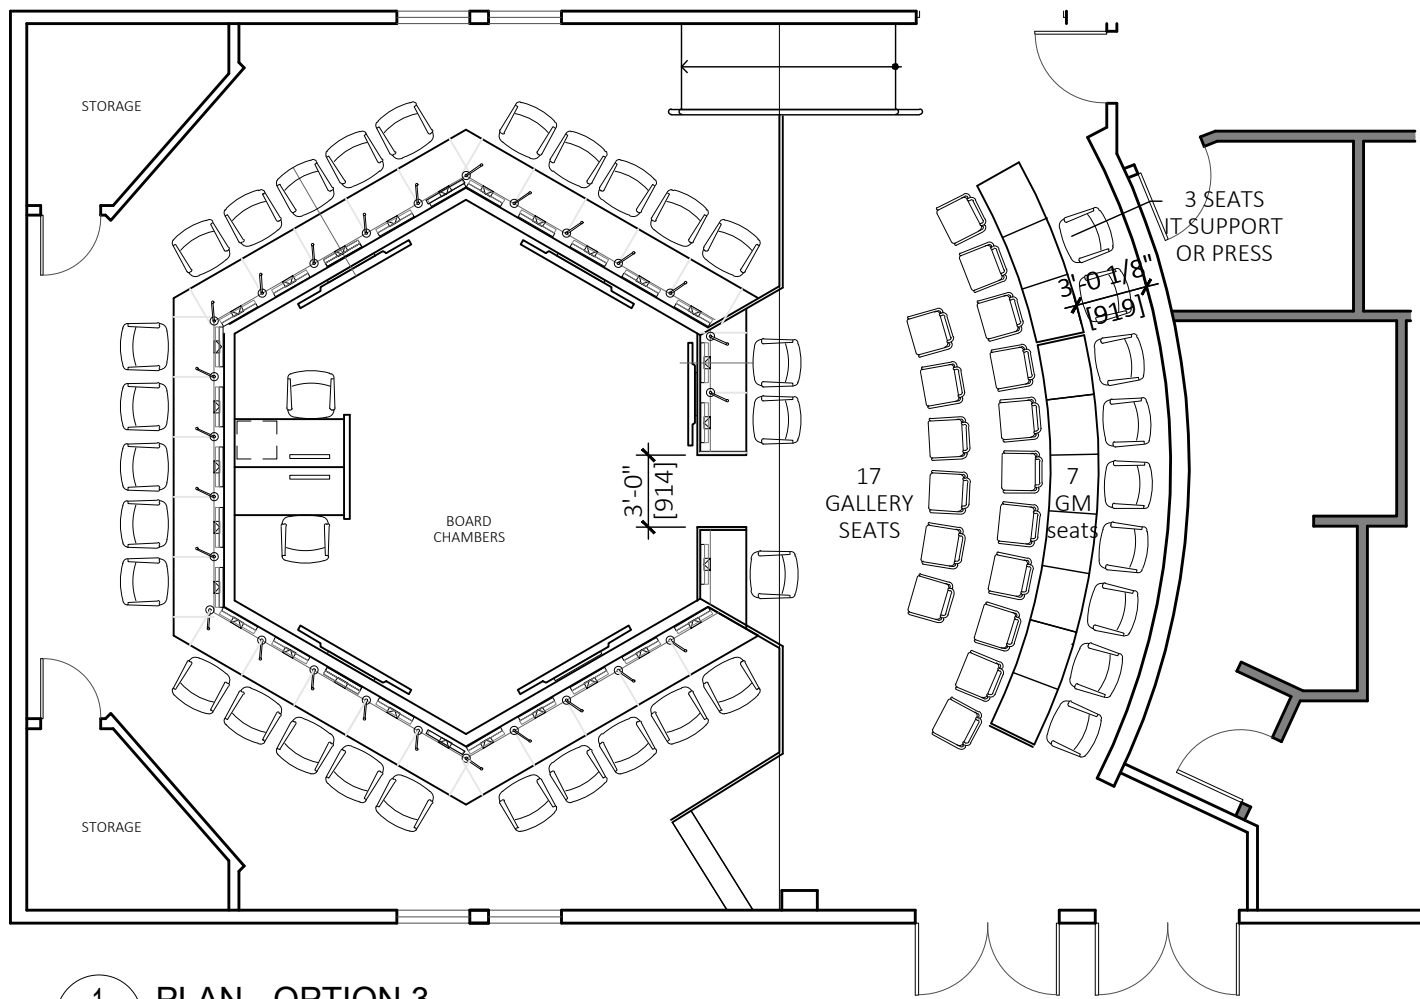 STORAGE
3 SEATS
IT SUPPORT
OR PRESS
3'-0 1/8"
[919]
3'-0"
[914]
17
GALLERY
SEATS
7
GM
seats
BOARD
CHAMBERS
STORAGE
1
PLAN - OPTION 3